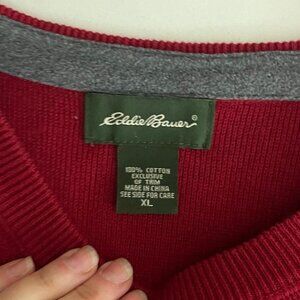 Eddie Bauer®
100% COTTON
EXCLUSIVE
OF TRIM
MADE IN CHINA
SEE SIDE FOR CARE
XL